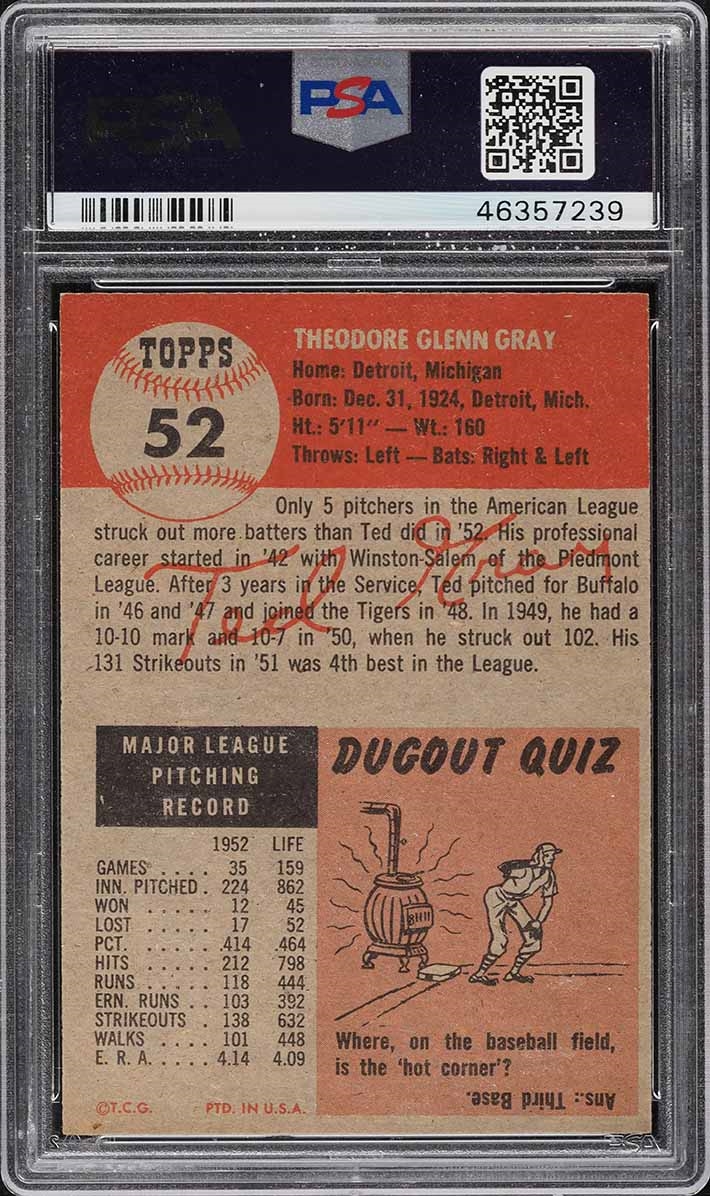 PSA
PSA
46357239
TOPPS
52
THEODORE GLENN GRAY
Home: Detroit, Michigan
Born: Dec. 31, 1924, Detroit, Mich.
Ht.: 5'11" — Wt.: 160
Throws: Left — Bats: Right & Left
Only 5 pitchers in the American League
struck out more batters than Ted did in '52. His professional
career started in '42 with Winston-Salem of the Piedmont
League. After 3 years in the Service, Ted pitched for Buffalo
in '46 and '47 and joined the Tigers in '48. In 1949, he had a
10-10 mark and 10-7 in '50, when he struck out 102. His
131 Strikeouts in '51 was 4th best in the League.
Ted Gray
MAJOR LEAGUE
PITCHING
RECORD
1952 LIFE
GAMES . . . . 35 159
INN. PITCHED . 224 862
WON . . . . . 12 45
LOST . . . . . 17 52
PCT. . . . . . .414 .464
HITS . . . . . 212 798
RUNS . . . . . 118 444
ERN. RUNS . . 103 392
STRIKEOUTS . 138 632
WALKS . . . . 101 448
E. R. A. . . . . 4.14 4.09
©T.C.G. PTD. IN U.S.A.
DUGOUT QUIZ
Where, on the baseball field,
is the 'hot corner'?
Ans.: Third Base.
PSA